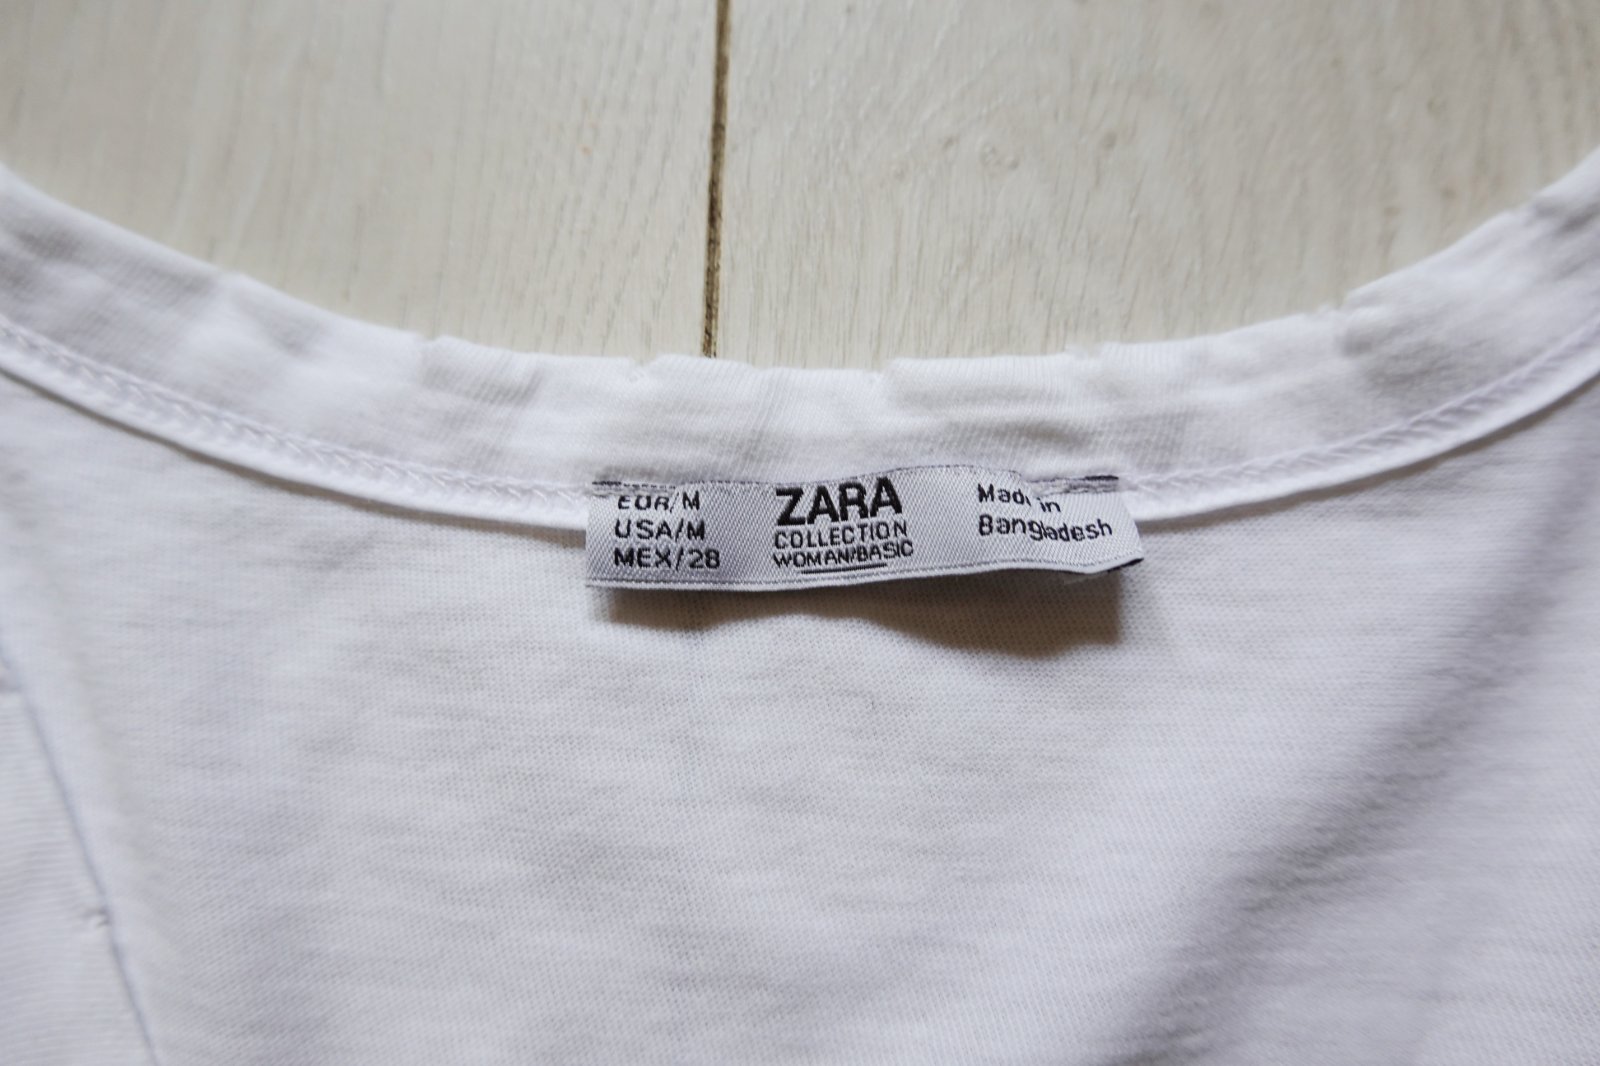 EUR/M
USA/M
MEX/28
ZARA
COLLECTION
WOMAN/BASIC
Made in
Bangladesh